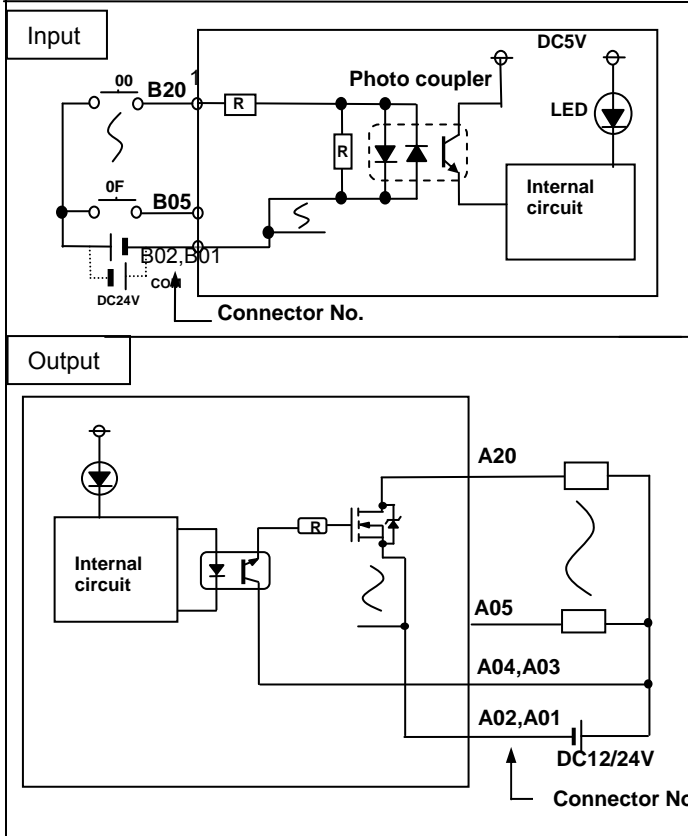 Input
DC5V
00
B20
1
Photo coupler
LED
R
R
0F
B05
Internal
circuit
B02,B01
COM
DC24V
Connector No.
Output
A20
R
Internal
circuit
A05
A04,A03
A02,A01
DC12/24V
Connector No